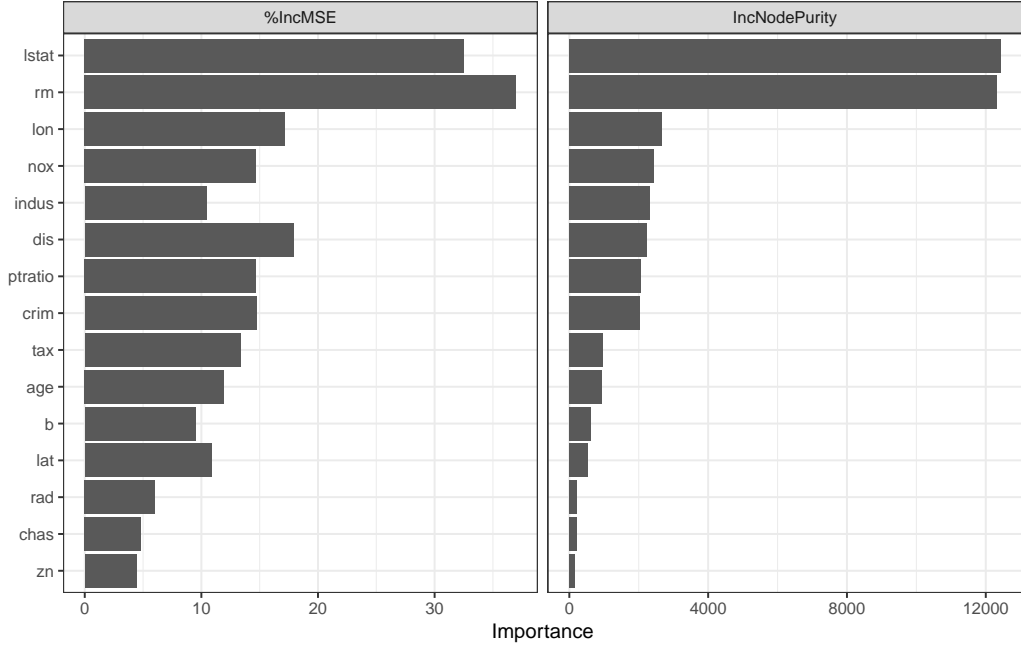 %IncMSE IncNodePurity
lstat
rm
lon
nox
indus
dis
ptratio
crim
tax
age
b
lat
rad
chas
zn
0 10 20 30 0 4000 8000 12000
Importance